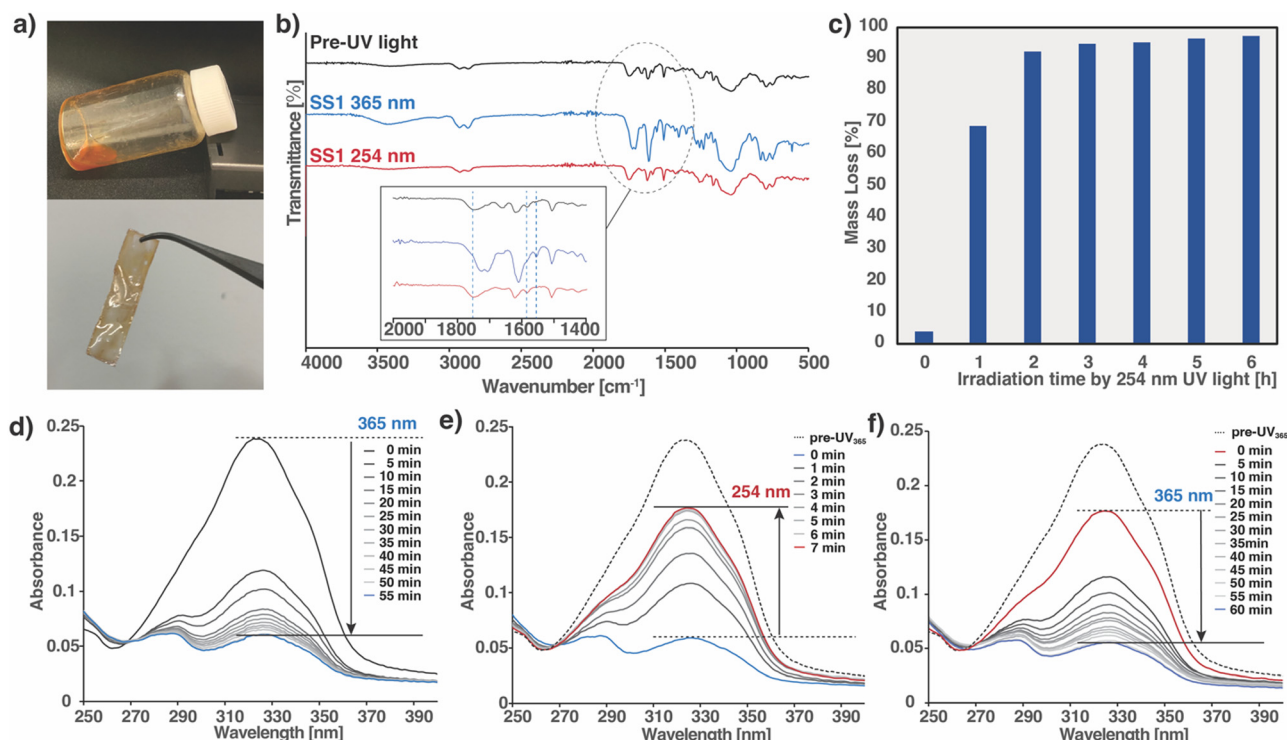 a)
b)
Pre-UV light
SS1 365 nm
SS1 254 nm
Transmittance [%]
2000 1800 1600 1400
4000 3500 3000 2500 2000 1500 1000 500
Wavenumber [cm⁻¹]
c)
Mass Loss [%]
100
90
80
70
60
50
40
30
20
10
0
0 1 2 3 4 5 6
Irradiation time by 254 nm UV light [h]
d)
Absorbance
0.25
0.2
0.15
0.1
0.05
0
250 270 290 310 330 350 370 390
Wavelength [nm]
365 nm
0 min
5 min
10 min
15 min
20 min
25 min
30 min
35 min
40 min
45 min
50 min
55 min
e)
Absorbance
0.25
0.2
0.15
0.1
0.05
0
250 270 290 310 330 350 370 390
Wavelength [nm]
pre-UV₃₆₅
0 min
1 min
2 min
3 min
4 min
5 min
6 min
7 min
254 nm
f)
Absorbance
0.25
0.2
0.15
0.1
0.05
0
250 270 290 310 330 350 370 390
Wavelength [nm]
pre-UV₃₆₅
0 min
5 min
10 min
15 min
20 min
25 min
30 min
35min
40 min
45 min
50 min
55 min
60 min
365 nm